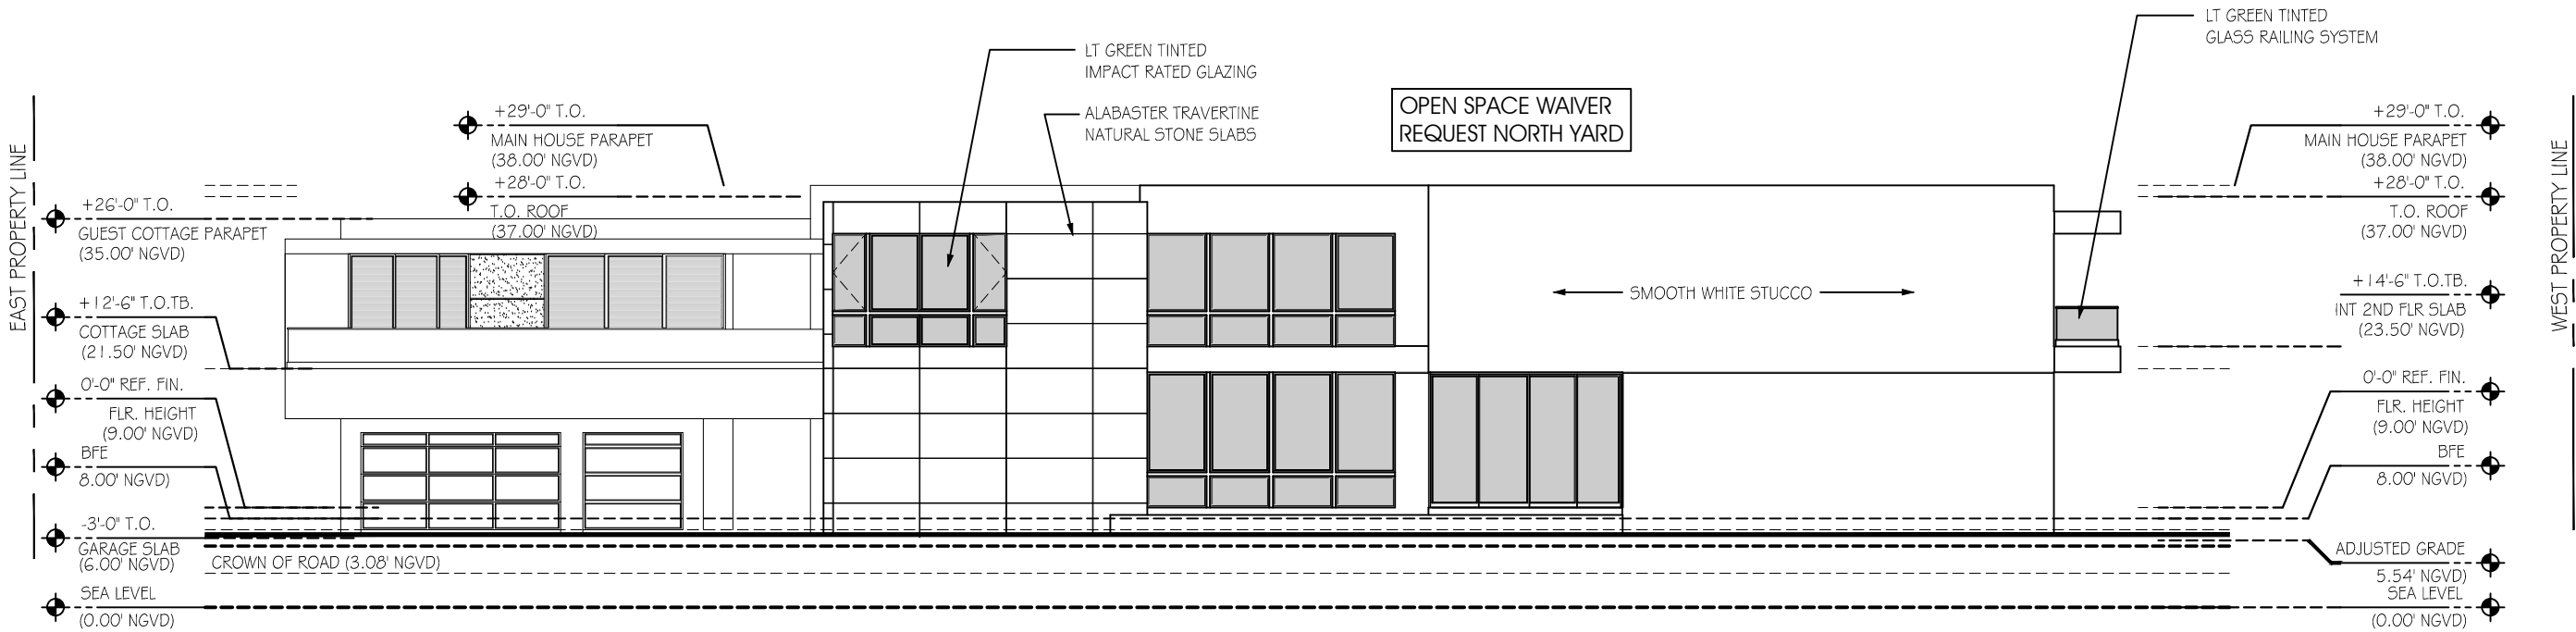 LT GREEN TINTED
GLASS RAILING SYSTEM
LT GREEN TINTED
IMPACT RATED GLAZING
ALABASTER TRAVERTINE
NATURAL STONE SLABS
OPEN SPACE WAIVER
REQUEST NORTH YARD
EAST PROPERTY LINE
+29'-0" T.O.
MAIN HOUSE PARAPET
(38.00' NGVD)
+28'-0" T.O.
T.O. ROOF
(37.00' NGVD)
+26'-0" T.O.
GUEST COTTAGE PARAPET
(35.00' NGVD)
+12'-6" T.O.TB.
COTTAGE SLAB
(21.50' NGVD)
0'-0" REF. FIN.
FLR. HEIGHT
(9.00' NGVD)
BFE
8.00' NGVD)
-3'-0" T.O.
GARAGE SLAB
(6.00' NGVD)
CROWN OF ROAD (3.08' NGVD)
SEA LEVEL
(0.00' NGVD)
SMOOTH WHITE STUCCO
+29'-0" T.O.
MAIN HOUSE PARAPET
(38.00' NGVD)
+28'-0" T.O.
T.O. ROOF
(37.00' NGVD)
+14'-6" T.O.TB.
INT 2ND FLR SLAB
(23.50' NGVD)
0'-0" REF. FIN.
FLR. HEIGHT
(9.00' NGVD)
BFE
8.00' NGVD)
ADJUSTED GRADE
5.54' NGVD)
SEA LEVEL
(0.00' NGVD)
WEST PROPERTY LINE